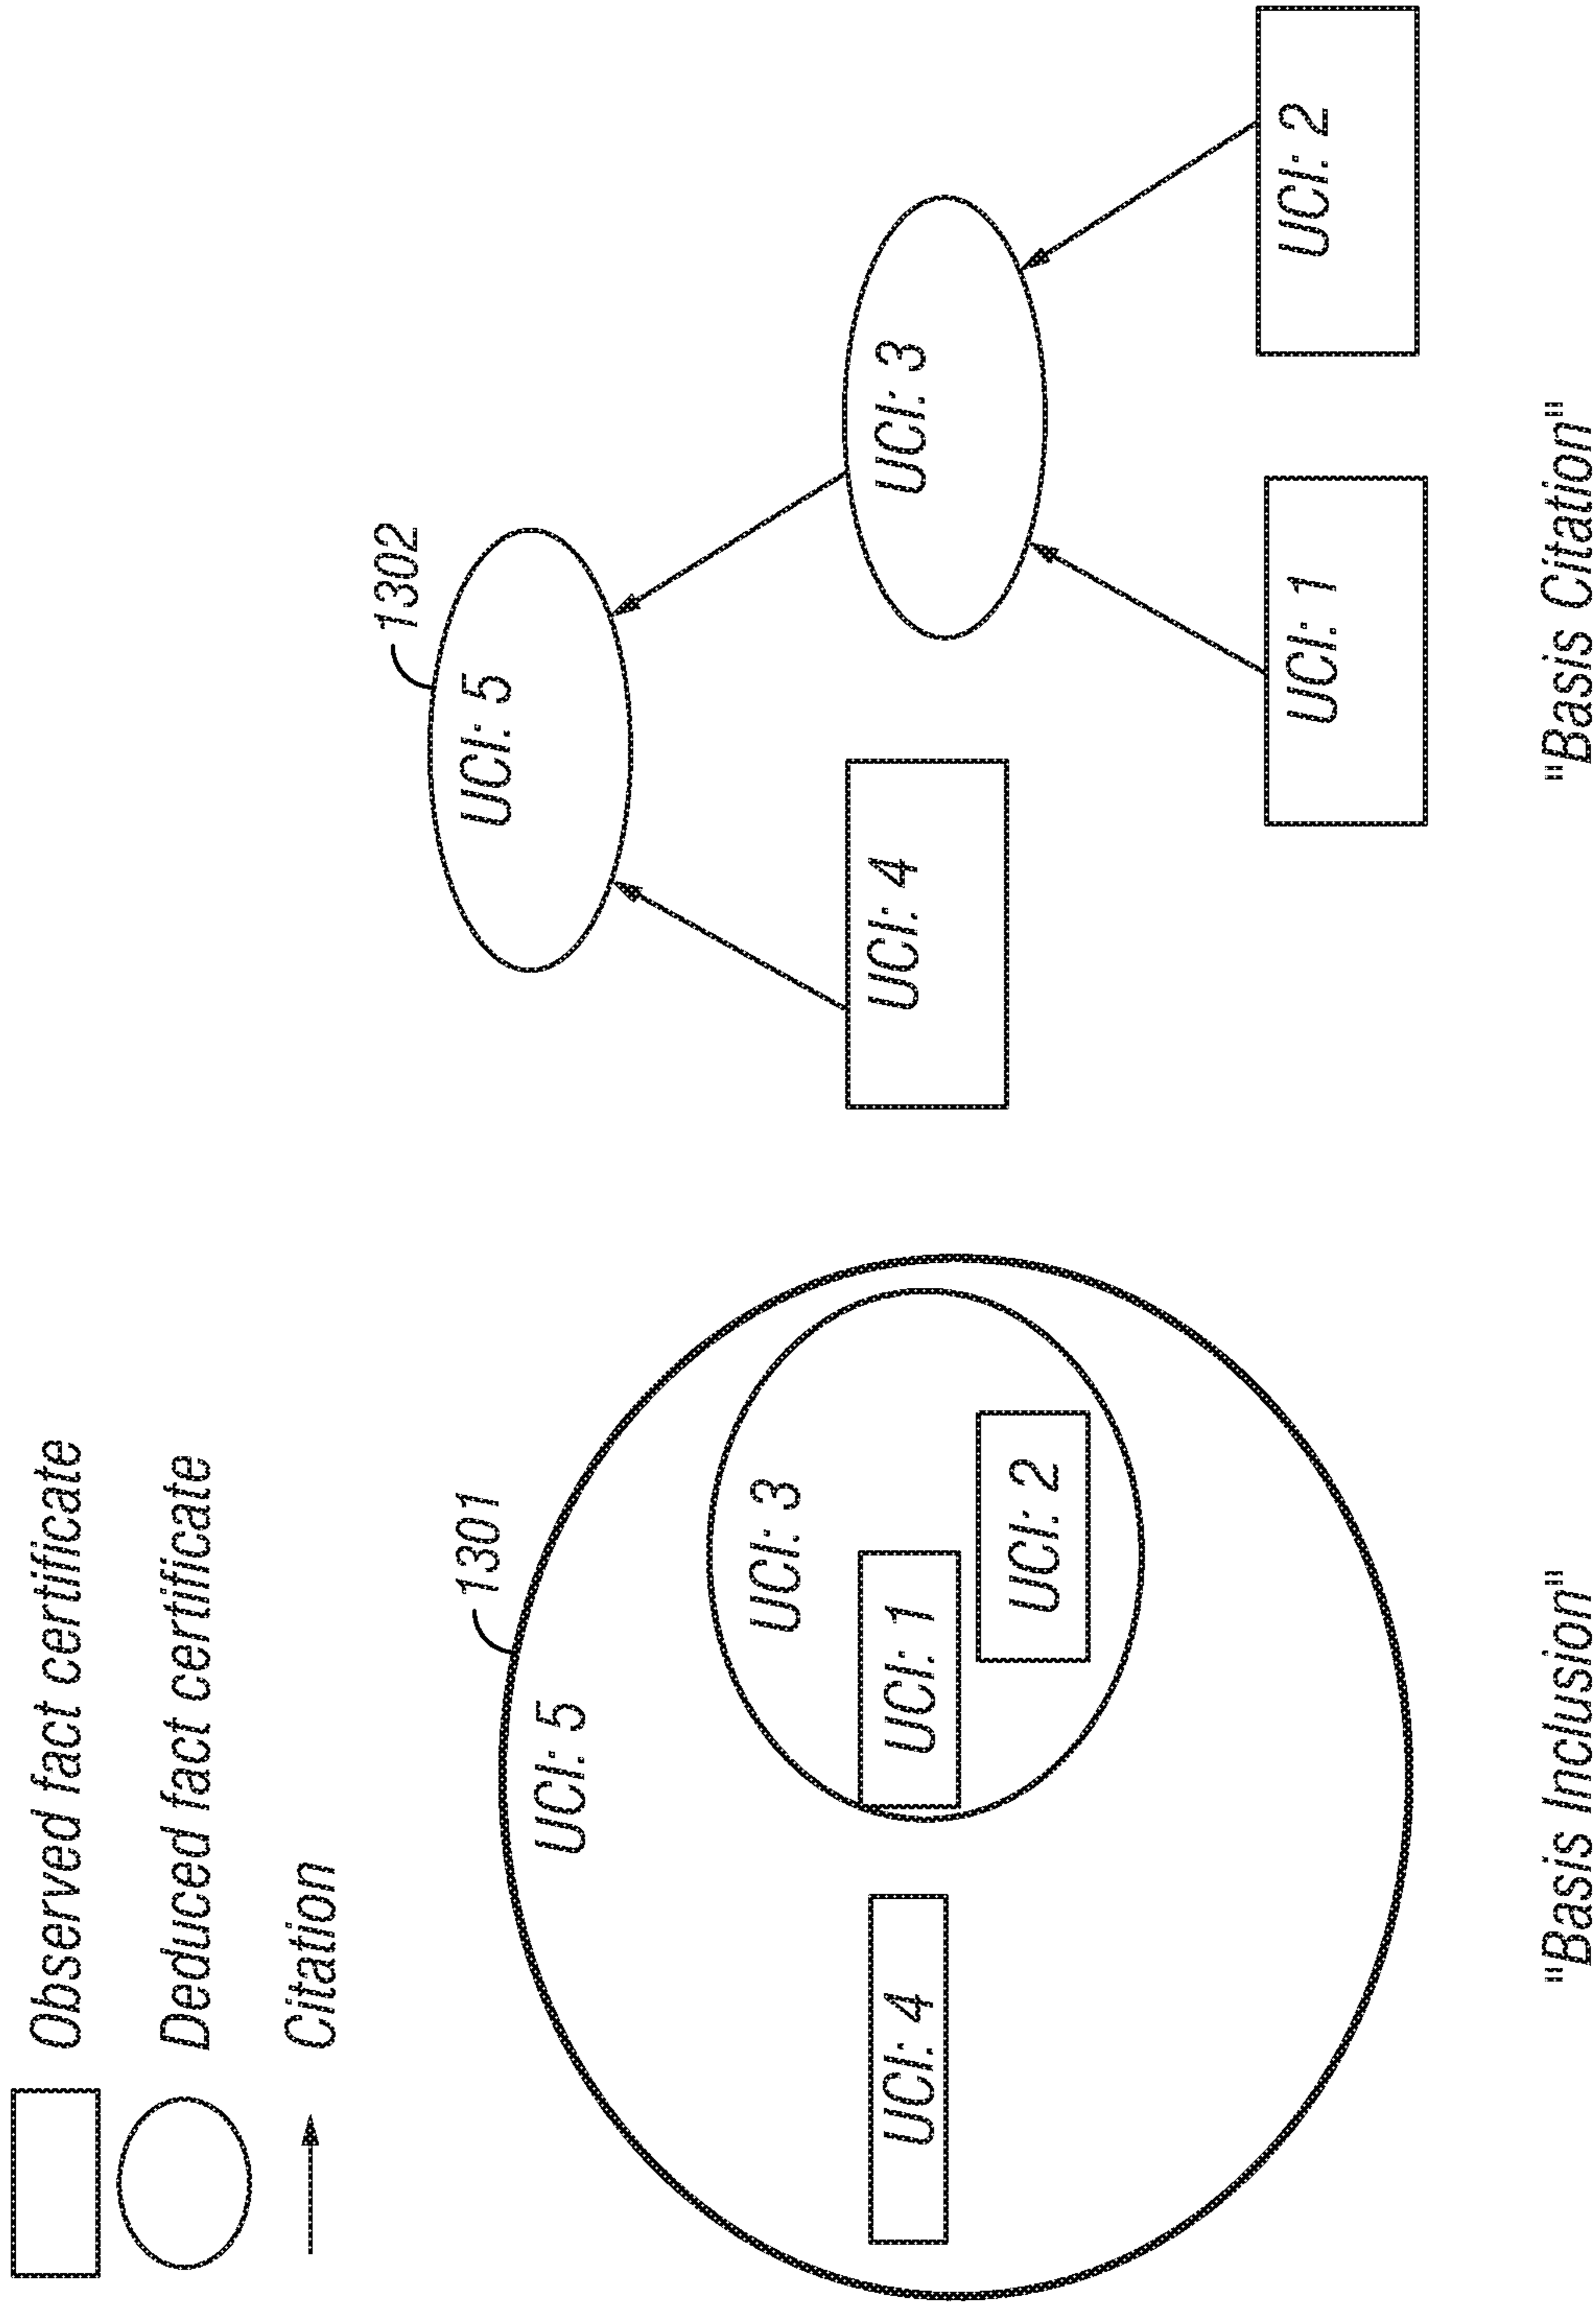 Observed fact certificate
Deduced fact certificate
Citation
1301
UCI: 5
UCI: 3
UCI: 4
UCI: 1
UCI: 2
"Basis Inclusion"
1302
UCI: 5
UCI: 4
UCI: 3
UCI: 1
UCI: 2
"Basis Citation"